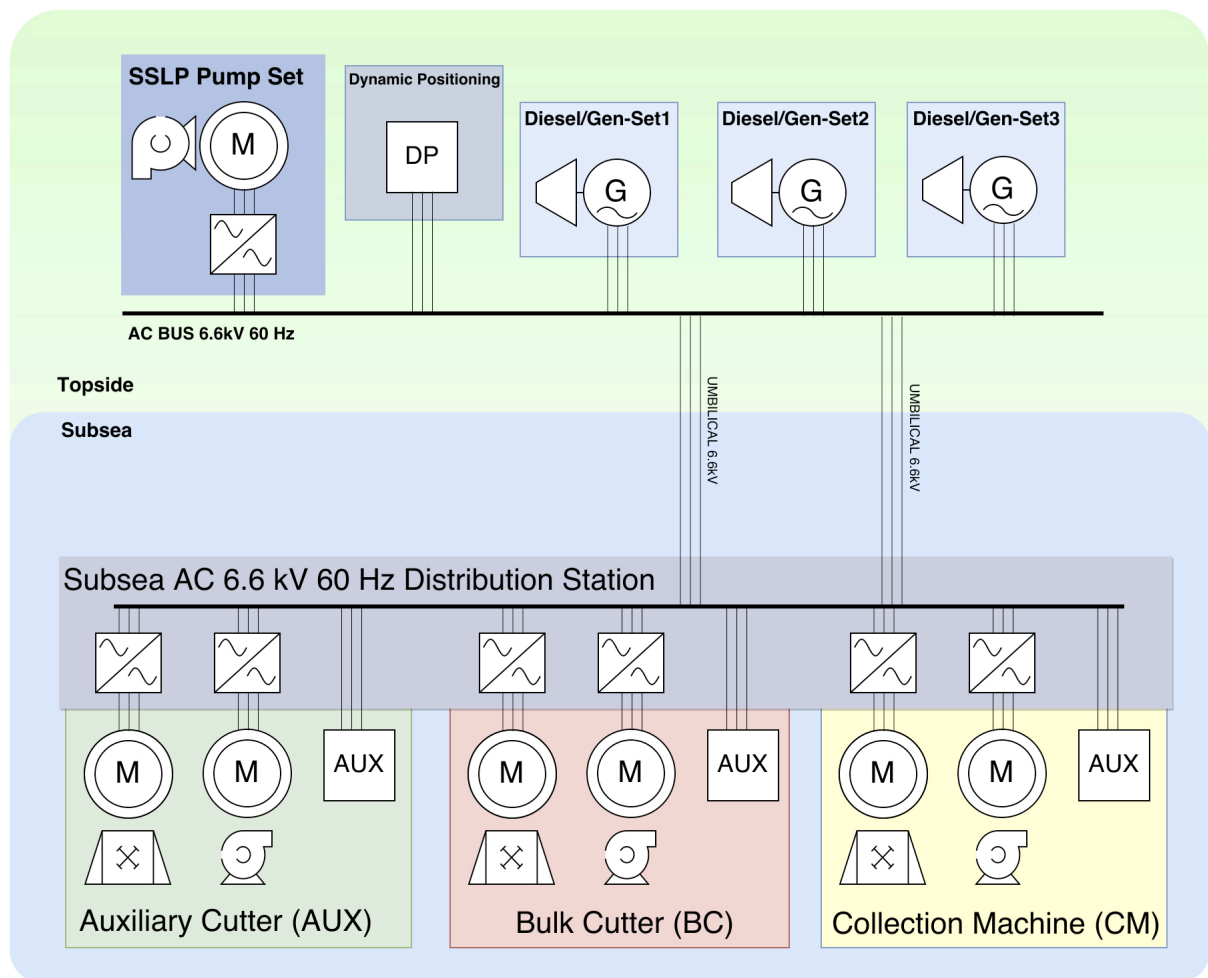 SSLP Pump Set
Dynamic Positioning
Diesel/Gen-Set1
Diesel/Gen-Set2
Diesel/Gen-Set3
M
DP
G
G
G
AC BUS 6.6kV 60 Hz
Topside
UMBILICAL 6.6kV
UMBILICAL 6.6kV
Subsea
Subsea AC 6.6 kV 60 Hz Distribution Station
M
M
AUX
M
M
AUX
M
M
AUX
Auxiliary Cutter (AUX)
Bulk Cutter (BC)
Collection Machine (CM)